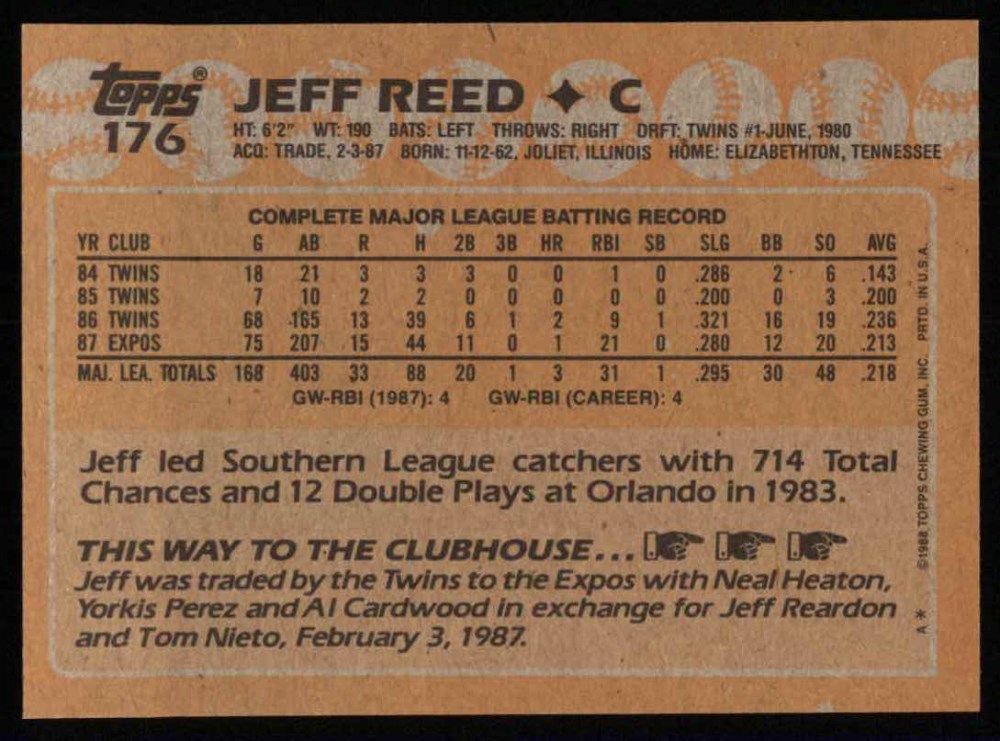 Topps®
176
JEFF REED ✦ C
HT: 6'2" WT: 190 BATS: LEFT THROWS: RIGHT DRFT: TWINS #1-JUNE, 1980
ACQ: TRADE, 2-3-87 BORN: 11-12-62, JOLIET, ILLINOIS HOME: ELIZABETHTON, TENNESSEE
COMPLETE MAJOR LEAGUE BATTING RECORD
YR CLUB G AB R H 2B 3B HR RBI SB SLG BB SO AVG
84 TWINS 18 21 3 3 3 0 0 1 0 .286 2 6 .143
85 TWINS 7 10 2 2 0 0 0 0 0 .200 0 3 .200
86 TWINS 68 165 13 39 6 1 2 9 1 .321 16 19 .236
87 EXPOS 75 207 15 44 11 0 1 21 0 .280 12 20 .213
MAJ. LEA. TOTALS 168 403 33 88 20 1 3 31 1 .295 30 48 .218
GW-RBI (1987): 4 GW-RBI (CAREER): 4
Jeff led Southern League catchers with 714 Total
Chances and 12 Double Plays at Orlando in 1983.
THIS WAY TO THE CLUBHOUSE...
Jeff was traded by the Twins to the Expos with Neal Heaton,
Yorkis Perez and Al Cardwood in exchange for Jeff Reardon
and Tom Nieto, February 3, 1987.
A * ©1988 TOPPS CHEWING GUM, INC. PRTD. IN U.S.A.